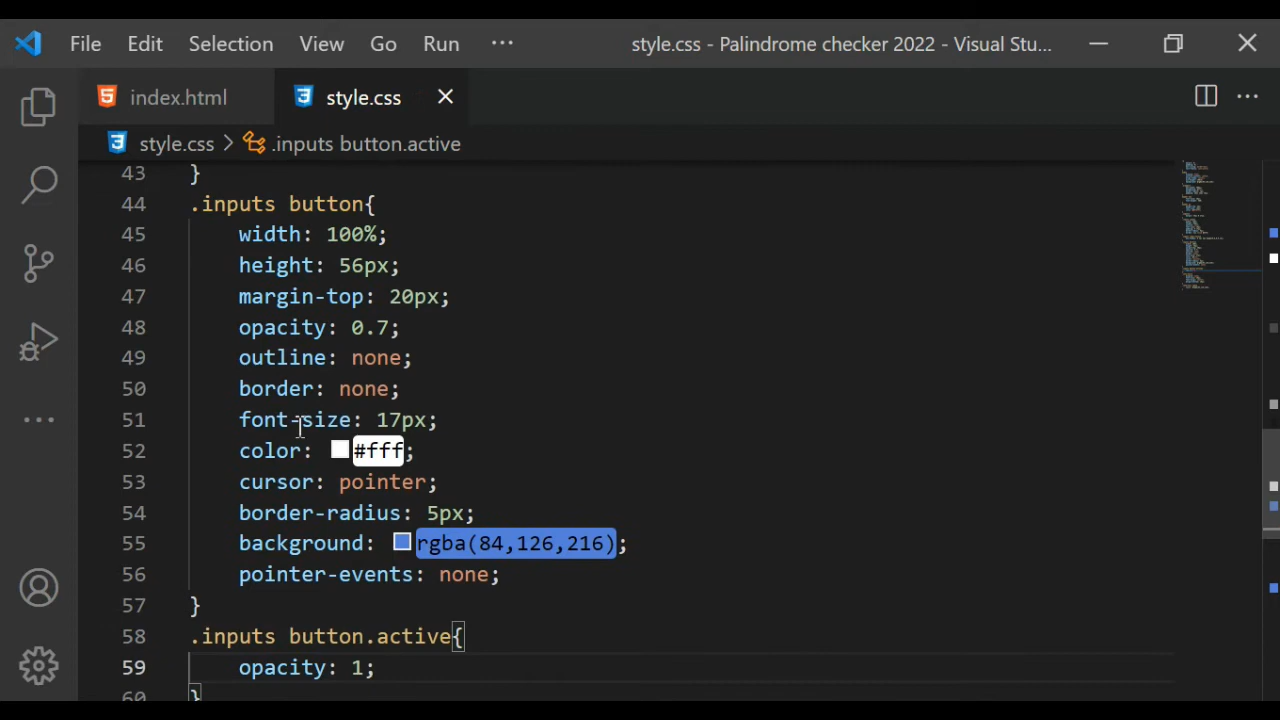 File Edit Selection View Go Run ··· style.css - Palindrome checker 2022 - Visual Stu...
index.html style.css
style.css > .inputs button.active
43 }
44 .inputs button{
45 width: 100%;
46 height: 56px;
47 margin-top: 20px;
48 opacity: 0.7;
49 outline: none;
50 border: none;
51 font-size: 17px;
52 color: #fff;
53 cursor: pointer;
54 border-radius: 5px;
55 background: rgba(84,126,216);
56 pointer-events: none;
57 }
58 .inputs button.active{
59 opacity: 1;
60 }